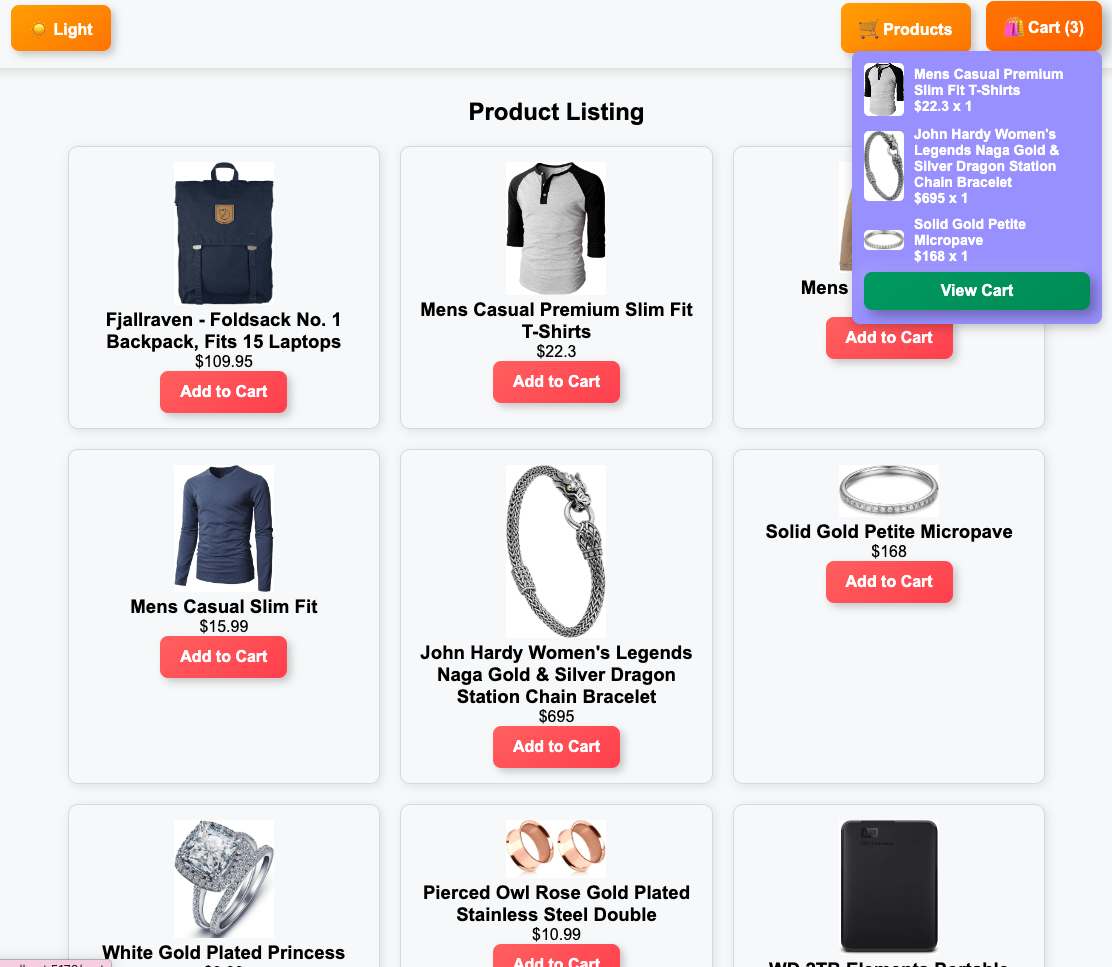 Light
Products
Cart (3)
Mens Casual Premium
Slim Fit T-Shirts
$22.3 x 1
John Hardy Women's
Legends Naga Gold &
Silver Dragon Station
Chain Bracelet
$695 x 1
Solid Gold Petite
Micropave
$168 x 1
View Cart
Product Listing
Fjallraven - Foldsack No. 1
Backpack, Fits 15 Laptops
$109.95
Add to Cart
Mens Casual Premium Slim Fit
T-Shirts
$22.3
Add to Cart
Mens
Add to Cart
Mens Casual Slim Fit
$15.99
Add to Cart
John Hardy Women's Legends
Naga Gold & Silver Dragon
Station Chain Bracelet
$695
Add to Cart
Solid Gold Petite Micropave
$168
Add to Cart
White Gold Plated Princess
Pierced Owl Rose Gold Plated
Stainless Steel Double
$10.99
Add to Cart
WD 2TB Elements Portable